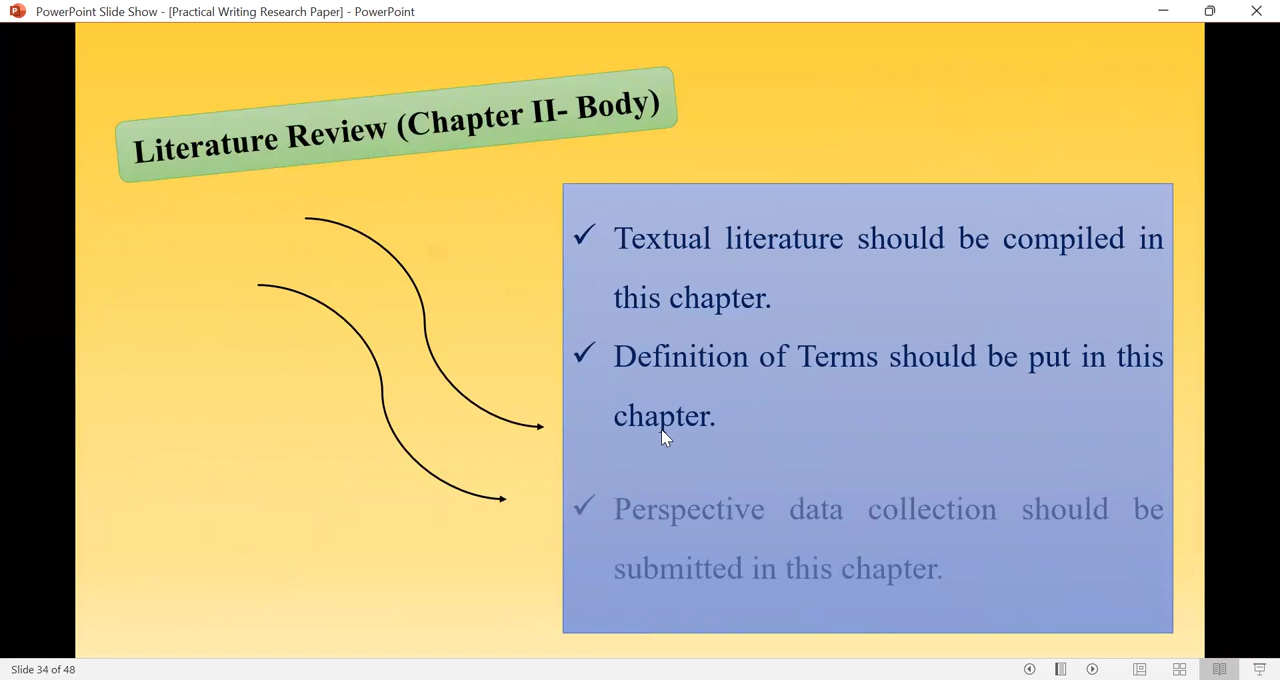 PowerPoint Slide Show - [Practical Writing Research Paper] - PowerPoint
Literature Review (Chapter II- Body)
✓ Textual literature should be compiled in
this chapter.
✓ Definition of Terms should be put in this
chapter.
✓ Perspective data collection should be
submitted in this chapter.
Slide 34 of 48